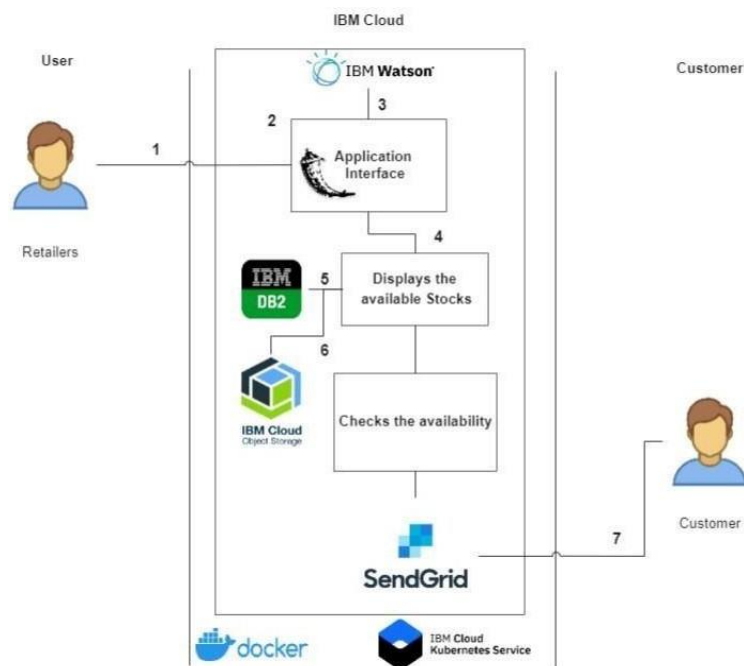 IBM Cloud
User
Customer
IBM Watson
3
2
1
Application
Interface
Retailers
4
IBM
DB2
5
Displays the
available Stocks
6
IBM Cloud
Object Storage
Checks the availability
7
Customer
SendGrid
docker
IBM Cloud
Kubernetes Service